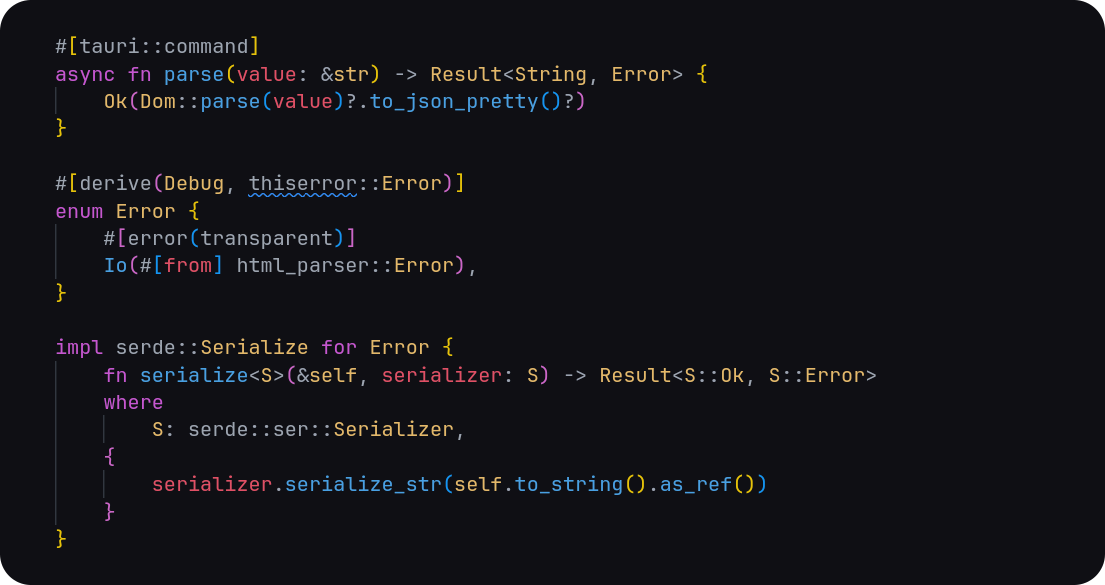 #[tauri::command]
async fn parse(value: &str) -> Result<String, Error> {
    Ok(Dom::parse(value)?.to_json_pretty()?)
}

#[derive(Debug, thiserror::Error)]
enum Error {
    #[error(transparent)]
    Io(#[from] html_parser::Error),
}

impl serde::Serialize for Error {
    fn serialize<S>(&self, serializer: S) -> Result<S::Ok, S::Error>
    where
        S: serde::ser::Serializer,
    {
        serializer.serialize_str(self.to_string().as_ref())
    }
}